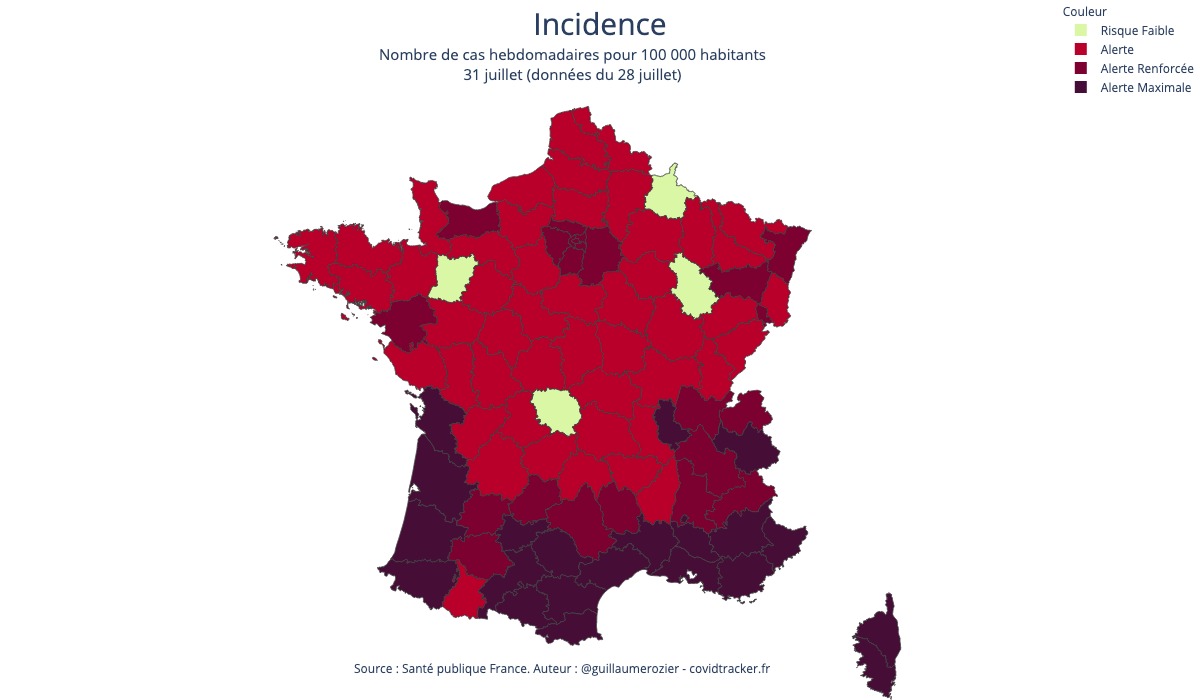 Incidence
Nombre de cas hebdomadaires pour 100 000 habitants
31 juillet (données du 28 juillet)
Couleur
Risque Faible
Alerte
Alerte Renforcée
Alerte Maximale
Source : Santé publique France. Auteur : @guillaumerozier - covidtracker.fr